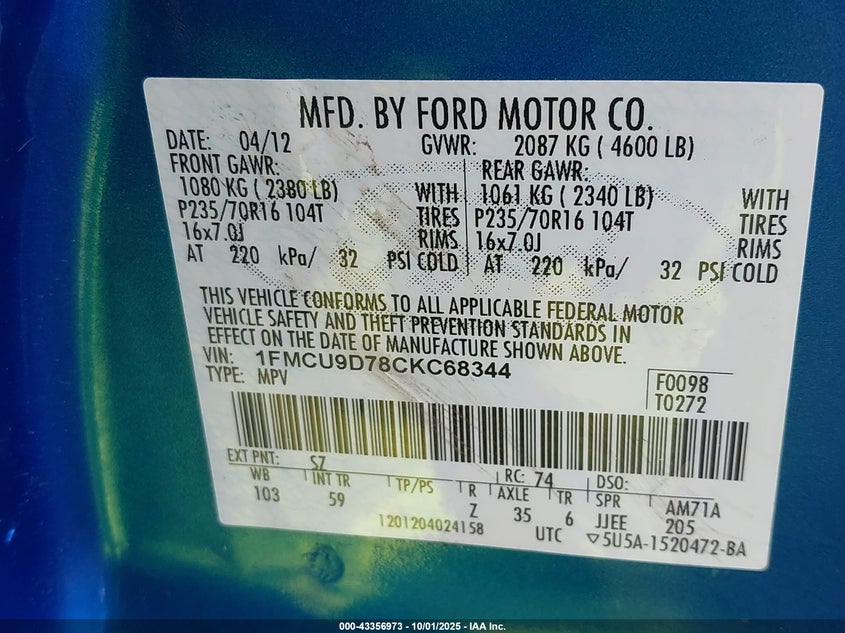 MFD. BY FORD MOTOR CO.
DATE: 04/12 GVWR: 2087 KG ( 4600 LB)
FRONT GAWR: REAR GAWR:
1080 KG ( 2380 LB) WITH 1061 KG ( 2340 LB) WITH
P235/70R16 104T TIRES P235/70R16 104T TIRES
16x7.0J RIMS 16x7.0J RIMS
AT 220 kPa/ 32 PSI COLD AT 220 kPa/ 32 PSI COLD
THIS VEHICLE CONFORMS TO ALL APPLICABLE FEDERAL MOTOR
VEHICLE SAFETY AND THEFT PREVENTION STANDARDS IN
EFFECT ON THE DATE OF MANUFACTURE SHOWN ABOVE.
VIN: 1FMCU9D78CKC68344
TYPE: MPV
F0098
T0272
EXT PNT: SZ RC: 74 DSO:
WB INT TR TP/PS R AXLE TR SPR AM71A
103 59 Z 35 6 JJEE 205
1201204024158 UTC ▽5U5A-1520472-BA
000-43356973 - 10/01/2025 - IAA Inc.